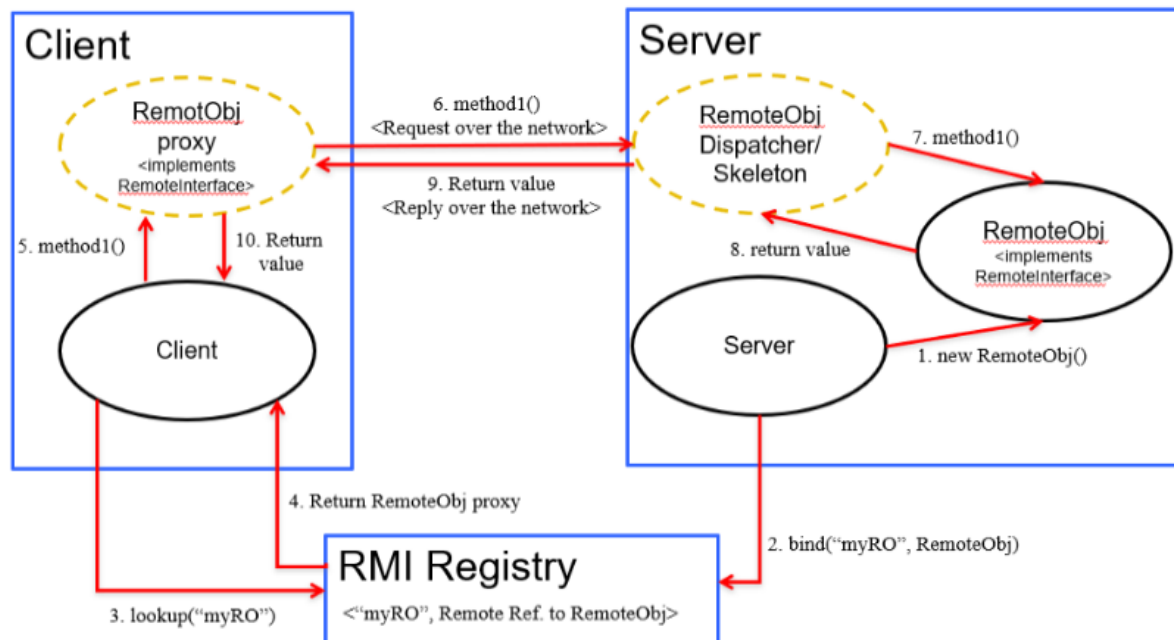 Client
RemotObj
proxy
<implements
RemoteInterface>
5. method1()
10. Return
value
Client
6. method1()
<Request over the network>
9. Return value
<Reply over the network>
Server
RemoteObj
Dispatcher/
Skeleton
7. method1()
RemoteObj
<implements
RemoteInterface>
8. return value
Server
1. new RemoteObj()
4. Return RemoteObj proxy
2. bind(“myRO”, RemoteObj)
3. lookup(“myRO”)
RMI Registry
<“myRO”, Remote Ref. to RemoteObj>